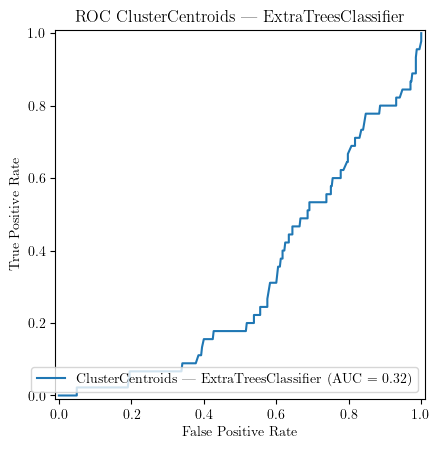 ROC ClusterCentroids — ExtraTreesClassifier
1.0
0.8
0.6
0.4
0.2
0.0
True Positive Rate
ClusterCentroids — ExtraTreesClassifier (AUC = 0.32)
0.0 0.2 0.4 0.6 0.8 1.0
False Positive Rate